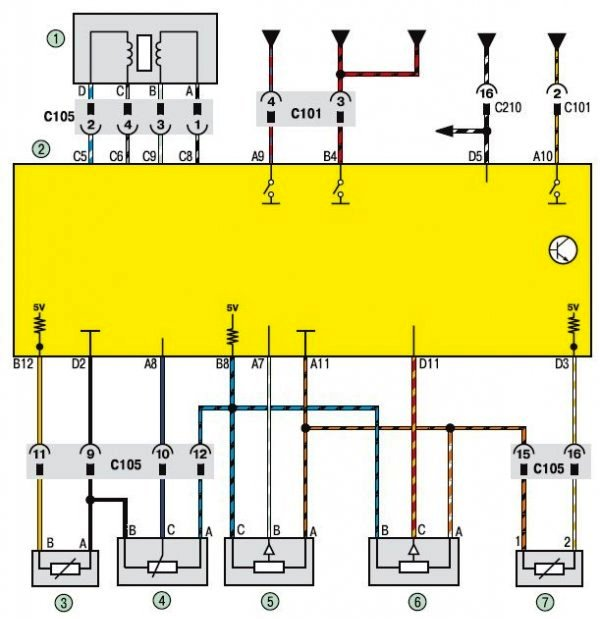 1
D C B A
4 3 16 2
C105 C101 C210 C101
2 4 3 1
2
C5 C6 C9 C8 A9 B4 D5 A10
5V 5V 5V
B12 D2 A8 B8 A7 A11 D11 D3
11 9 10 12 15 16
C105 C105
B A B C A C B A B C A 1 2
3 4 5 6 7